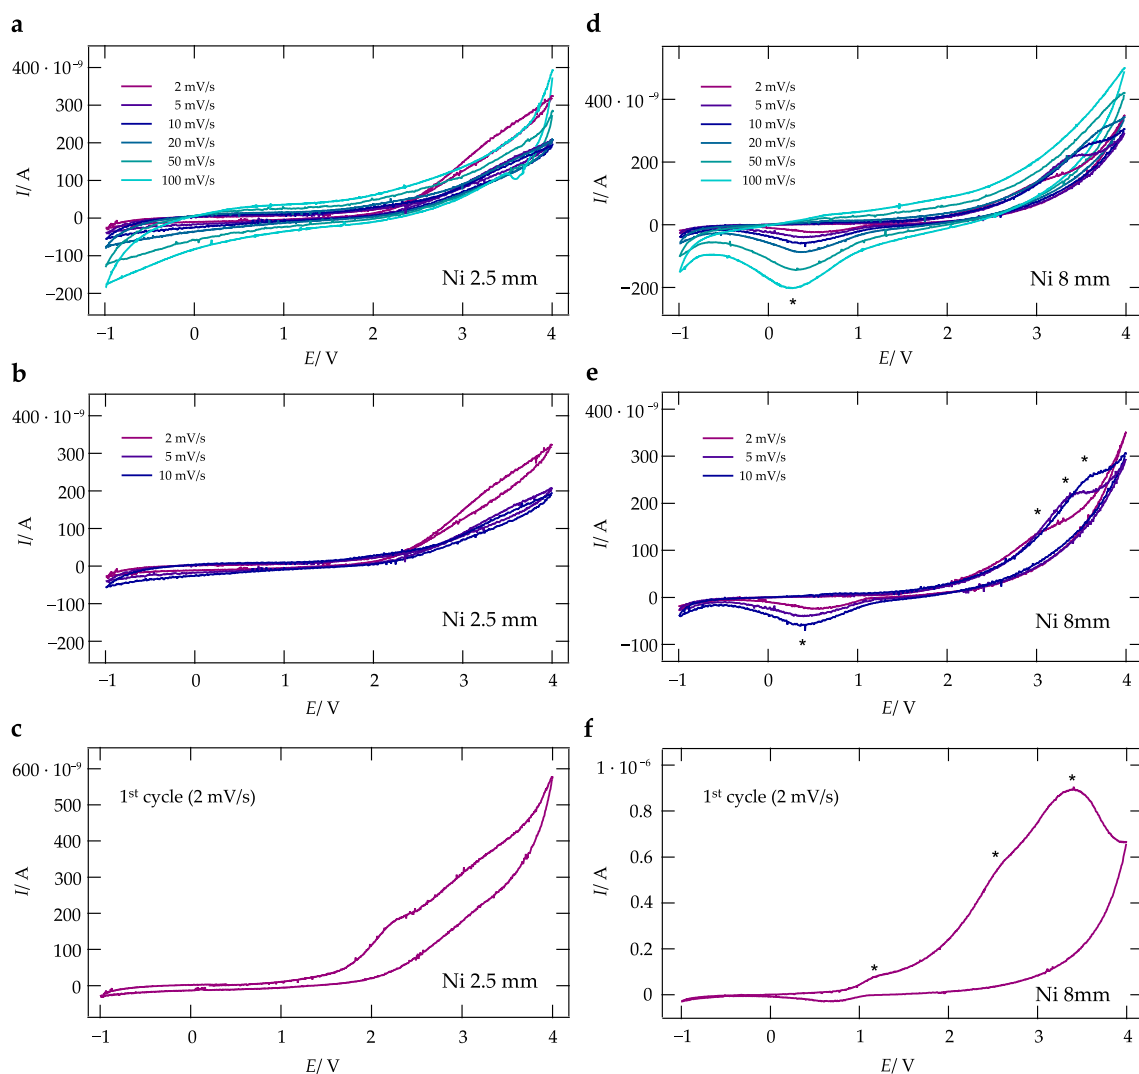 a
400 · 10⁻⁹
300
200
100
0
−100
−200
I/ A
2 mV/s
5 mV/s
10 mV/s
20 mV/s
50 mV/s
100 mV/s
Ni 2.5 mm
−1 0 1 2 3 4
E/ V
d
400 · 10⁻⁹
200
0
−200
I/ A
2 mV/s
5 mV/s
10 mV/s
20 mV/s
50 mV/s
100 mV/s
*
Ni 8 mm
−1 0 1 2 3 4
E/ V
b
400 · 10⁻⁹
300
200
100
0
−100
−200
I/ A
2 mV/s
5 mV/s
10 mV/s
Ni 2.5 mm
−1 0 1 2 3 4
E/ V
e
400 · 10⁻⁹
300
200
100
0
−100
I/ A
2 mV/s
5 mV/s
10 mV/s
* * *
*
Ni 8mm
−1 0 1 2 3 4
E/ V
c
600 · 10⁻⁹
500
400
300
200
100
0
I/ A
1st cycle (2 mV/s)
Ni 2.5 mm
−1 0 1 2 3 4
E/ V
f
1 · 10⁻⁶
0.8
0.6
0.4
0.2
0
I/ A
1st cycle (2 mV/s)
* * *
Ni 8mm
−1 0 1 2 3 4
E/ V